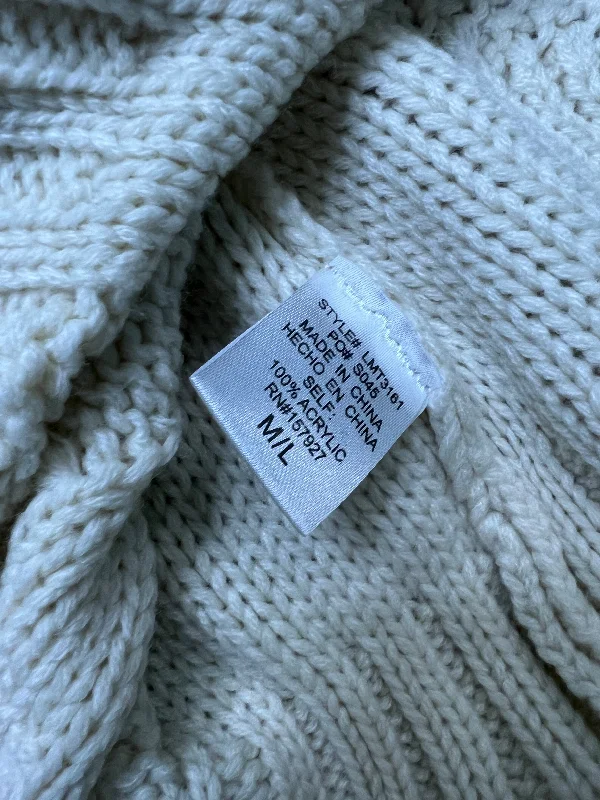 STYLE# LMT3161
PO# S045
MADE IN CHINA
HECHO EN CHINA
SELF:
100% ACRYLIC
RN#157927
M/L